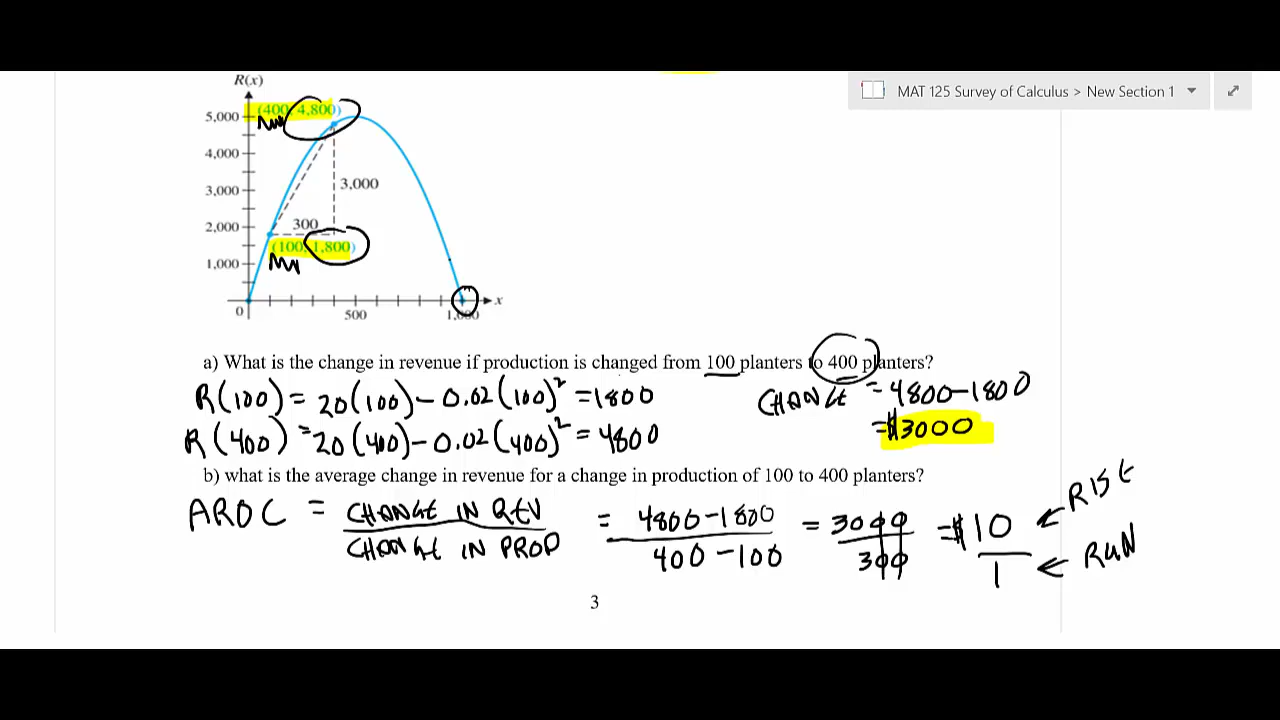 MAT 125 Survey of Calculus > New Section 1
R(x)
(400, 4,800)
5,000
4,000
3,000
3,000
2,000
300
(100, 1,800)
1,000
0
500
1,000
x
a) What is the change in revenue if production is changed from 100 planters to 400 planters?
R(100) = 20(100) - 0.02(100)² = 1800
CHANGE = 4800-1800
R(400) = 20(400) - 0.02(400)² = 4800
= $3000
b) what is the average change in revenue for a change in production of 100 to 400 planters?
AROC = CHANGE IN REV / CHANGE IN PROD = 4800-1800 / 400-100 = 3000 / 300 = $10 / 1
← RISE
← RUN
3